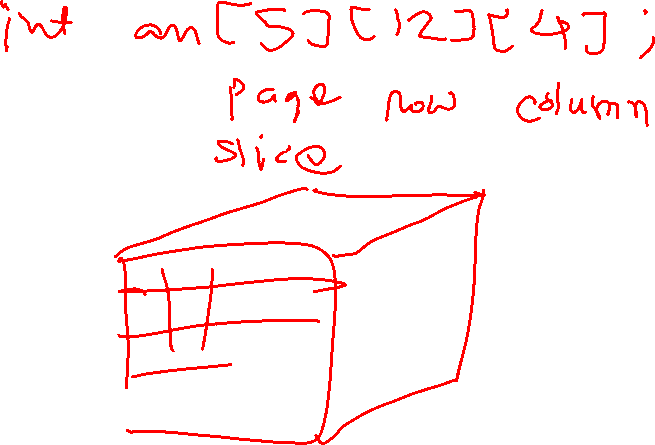 int arr[5][12][4];
page row column
slice